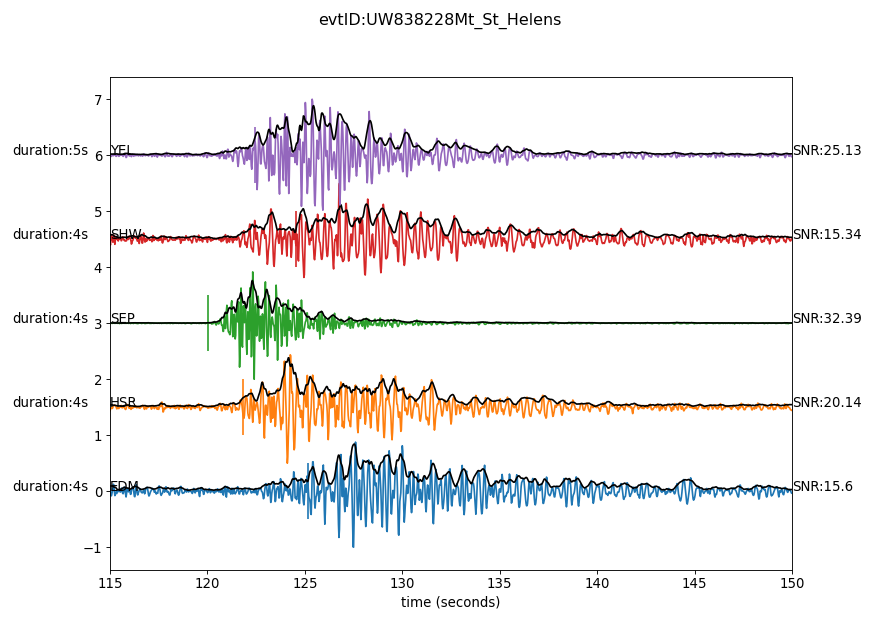 evtID:UW838228Mt_St_Helens
7
duration:5s YEL 6 SNR:25.13
5
duration:4s SHW SNR:15.34
4
duration:4s SEP 3 SNR:32.39
2
duration:4s HSR SNR:20.14
1
duration:4s EDM 0 SNR:15.6
−1
115 120 125 130 135 140 145 150
time (seconds)